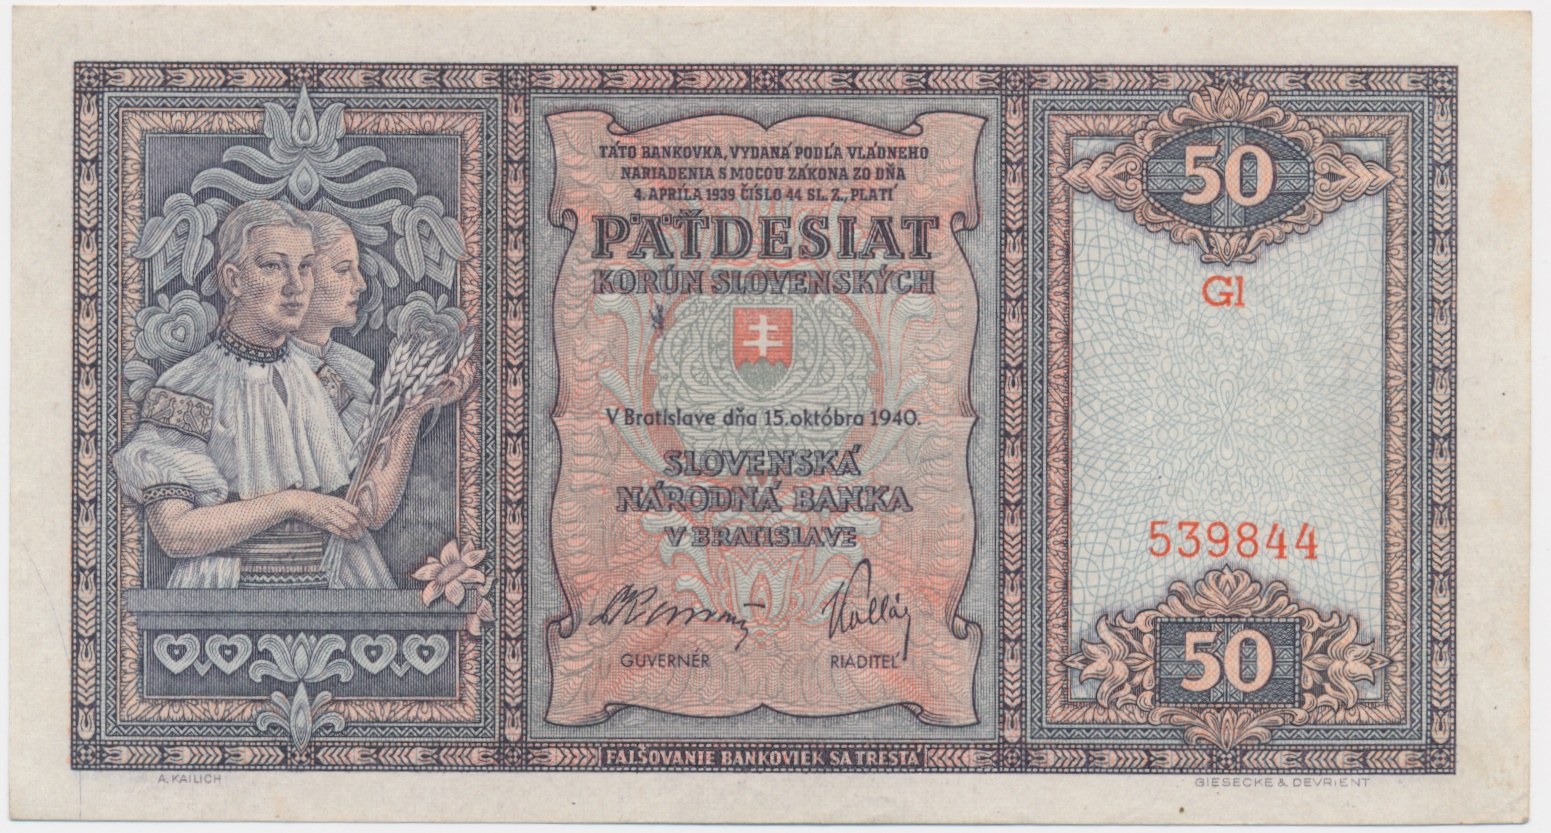 TÁTO BANKOVKA, VYDANÁ PODĽA VLÁDNEHO
NARIADENIA S MOCOU ZÁKONA ZO DŇA
4. APRÍLA 1939 ČÍSLO 44 SL. Z., PLATÍ
PÄŤDESIAT
KORÚN SLOVENSKÝCH
V Bratislave dňa 15. októbra 1940.
SLOVENSKÁ
NÁRODNÁ BANKA
V BRATISLAVE
GUVERNÉR RIADITEĽ
FALŠOVANIE BANKOVIEK SA TRESTÁ
50
Gl
539844
50
A. KAILICH
GIESECKE & DEVRIENT